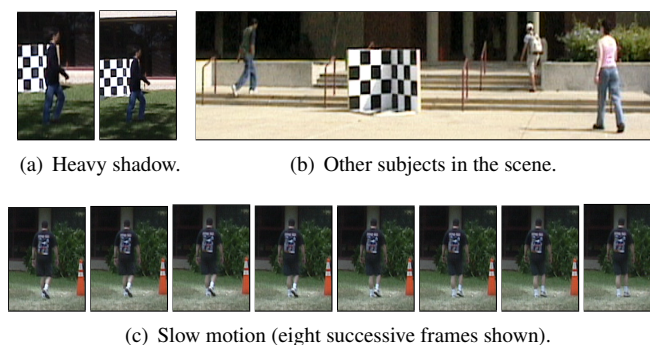 (a) Heavy shadow.
(b) Other subjects in the scene.
(c) Slow motion (eight successive frames shown).